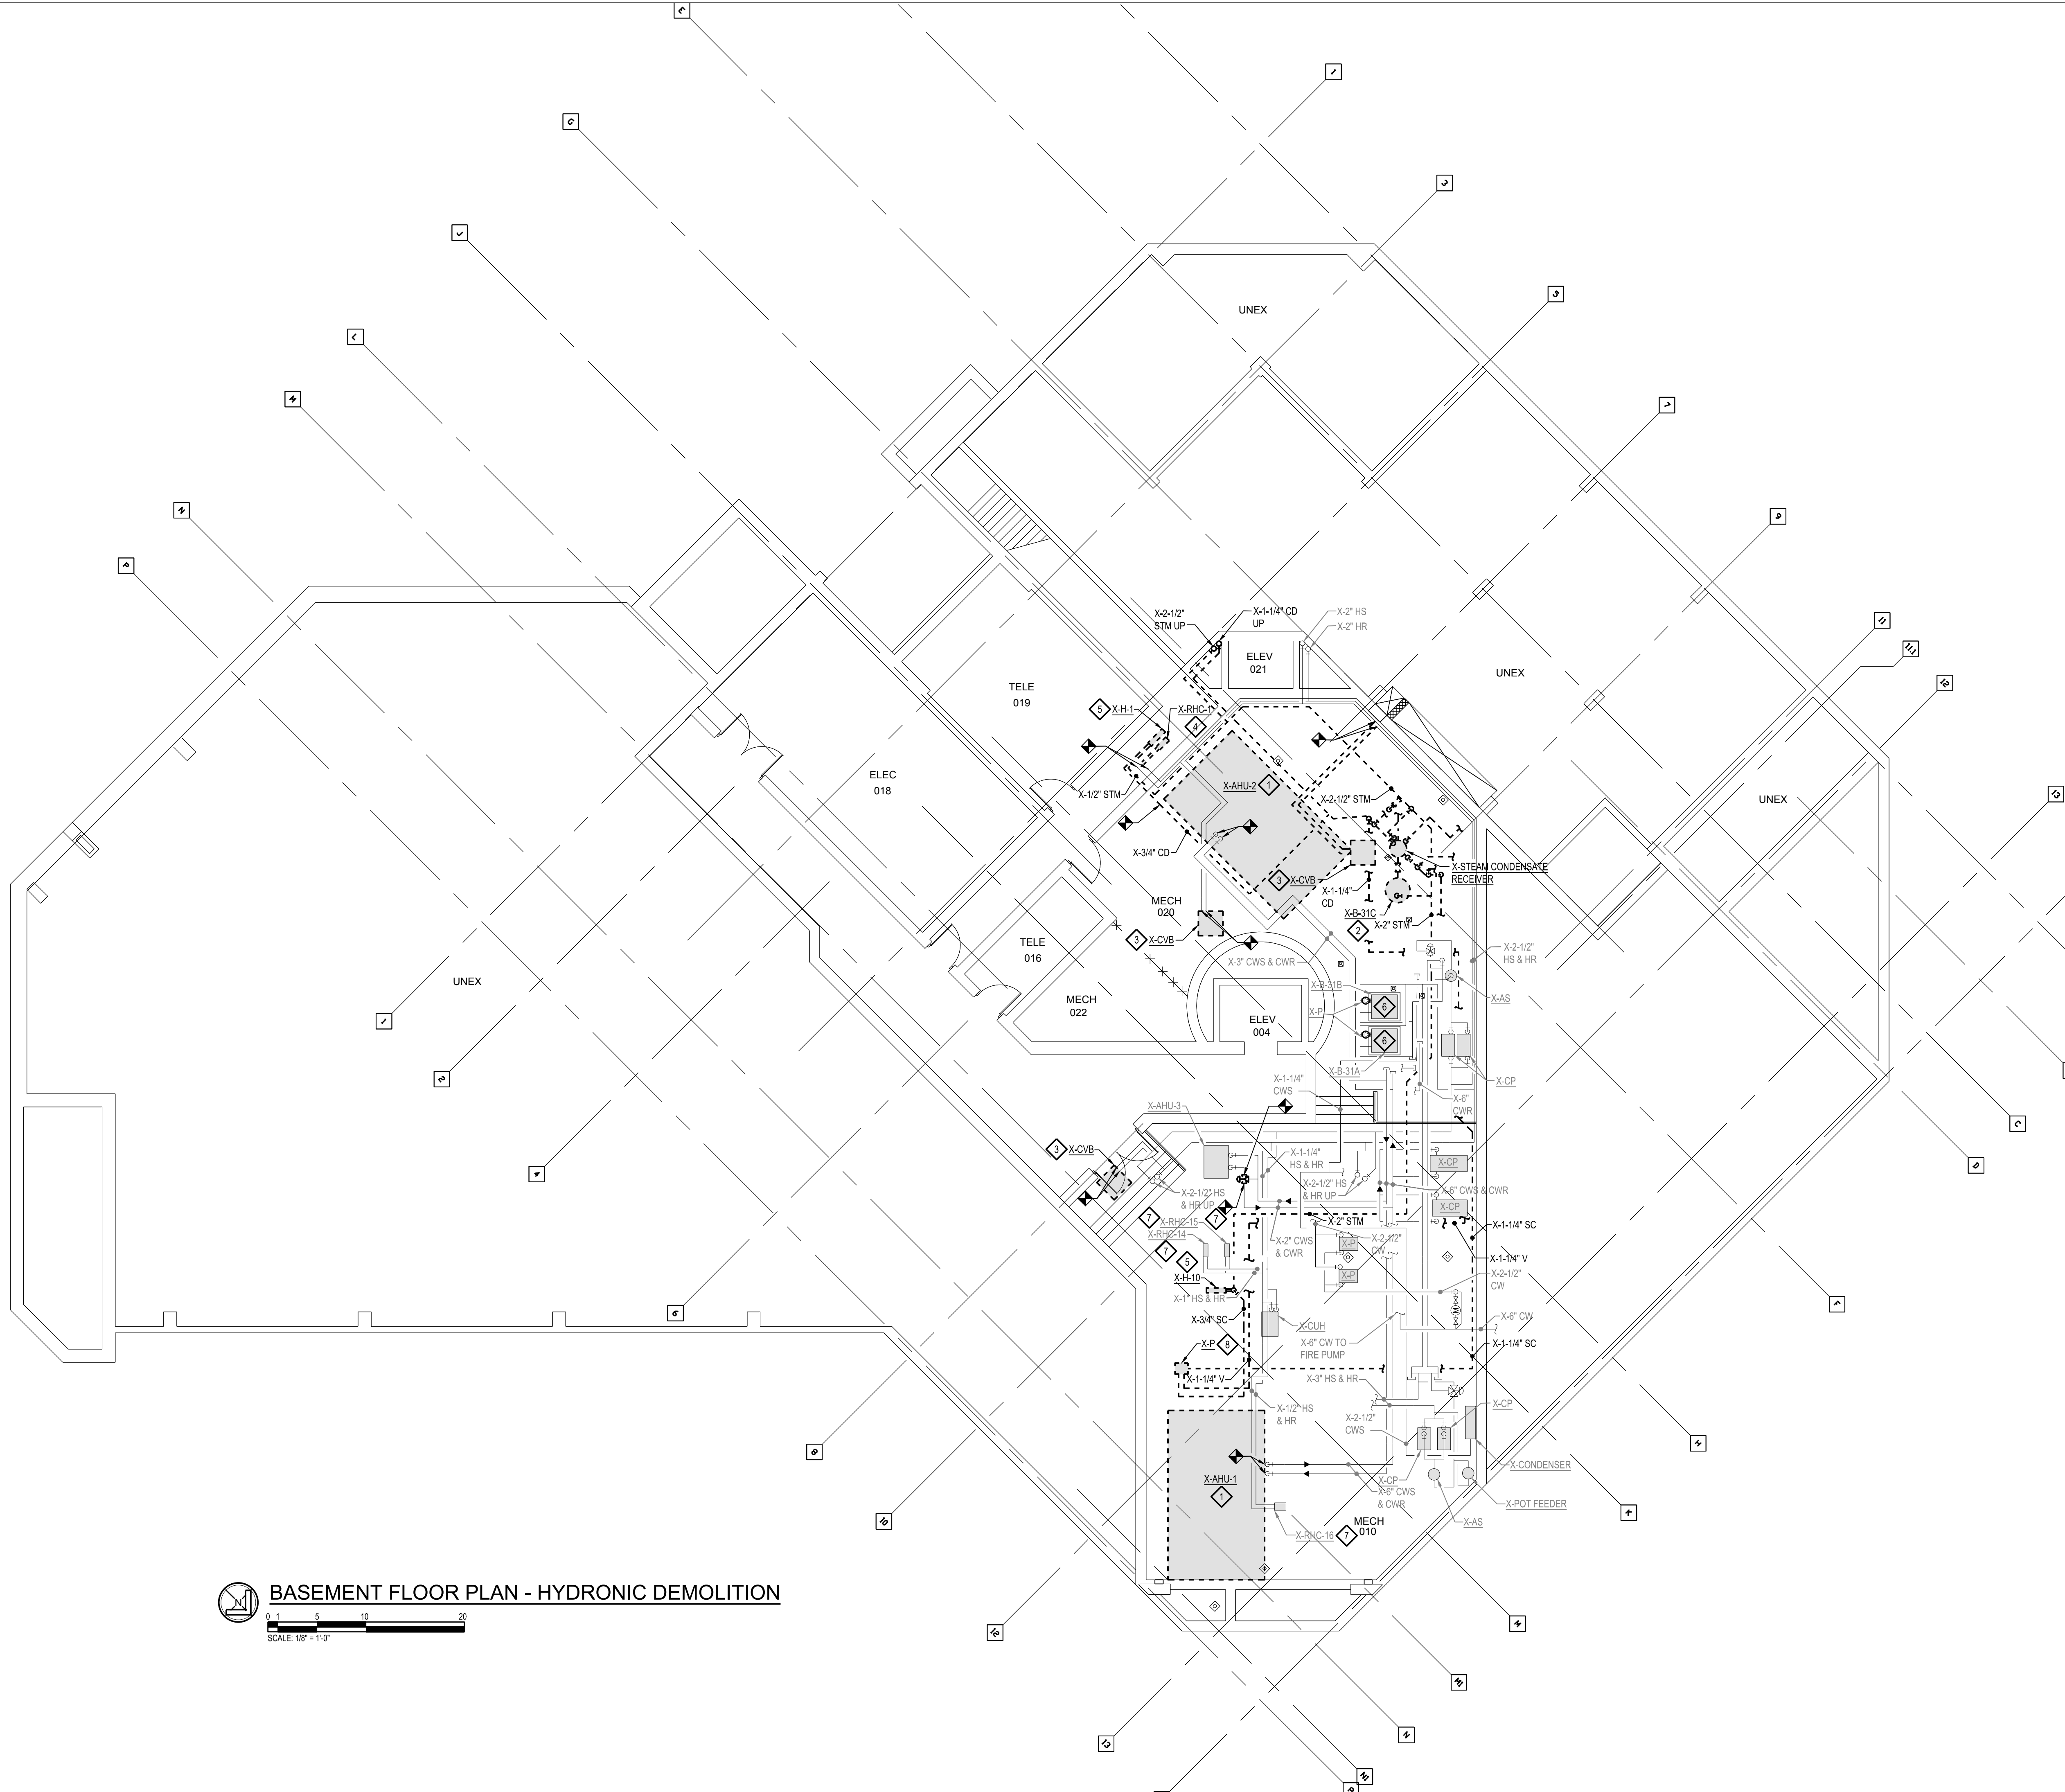 UNEX
X-2-1/2"
STM UP
X-1-1/4" CD
UP
X-2" HS
X-2" HR
ELEV
021
UNEX
TELE
019
5
X-H-1
X-RHC-1
4
ELEC
018
X-1/2" STM
X-AHU-2
1
X-2-1/2" STM
UNEX
X-3/4" CD
X-STEAM CONDENSATE
RECEIVER
3
X-CVB
X-1-1/4"
CD
MECH
020
X-B-31C
X-2" STM
2
3
X-CVB
TELE
016
X-2-1/2"
HS & HR
X-3" CWS & CWR
UNEX
X-B-31B
X-AS
MECH
022
X-P
6
ELEV
004
6
X-B-31A
X-1-1/4"
CWS
X-CP
X-6"
CWR
X-AHU-3
3
X-CVB
X-1-1/4"
HS & HR
X-CP
X-2-1/2" HS
& HR UP
X-2-1/2" HS
& HR UP
X-6" CWS & CWR
X-CP
7
X-RHC-15
7
X-2" STM
X-1-1/4" SC
X-RHC-14
X-2" CWS
& CWR
X-P
X-2-1/2"
CW
7
5
X-1-1/4" V
X-H-10
X-P
X-2-1/2"
CW
X-1" HS & HR
M
X-3/4" SC
X-CUH
X-6" CW
X-P
8
X-6" CW TO
FIRE PUMP
X-1-1/4" SC
X-1-1/4" V
X-3" HS & HR
X-1/2" HS
& HR
X-2-1/2"
CWS
X-CP
X-AHU-1
1
X-CP
X-CONDENSER
X-6" CWS
& CWR
X-POT FEEDER
MECH
010
X-RHC-16
7
X-AS
N
BASEMENT FLOOR PLAN - HYDRONIC DEMOLITION
0 1 5 10 20
SCALE: 1/8" = 1'-0"